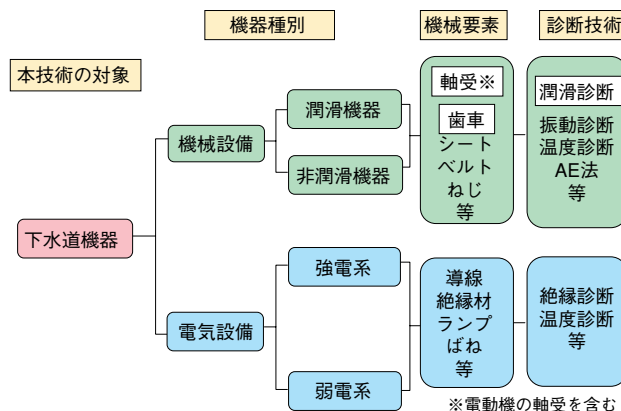 機器種別
機械要素
診断技術
本技術の対象
下水道機器
機械設備
潤滑機器
非潤滑機器
軸受※
歯車
シート
ベルト
ねじ
等
潤滑診断
振動診断
温度診断
AE法
等
電気設備
強電系
弱電系
導線
絶縁材
ランプ
ばね
等
絶縁診断
温度診断
等
※電動機の軸受を含む